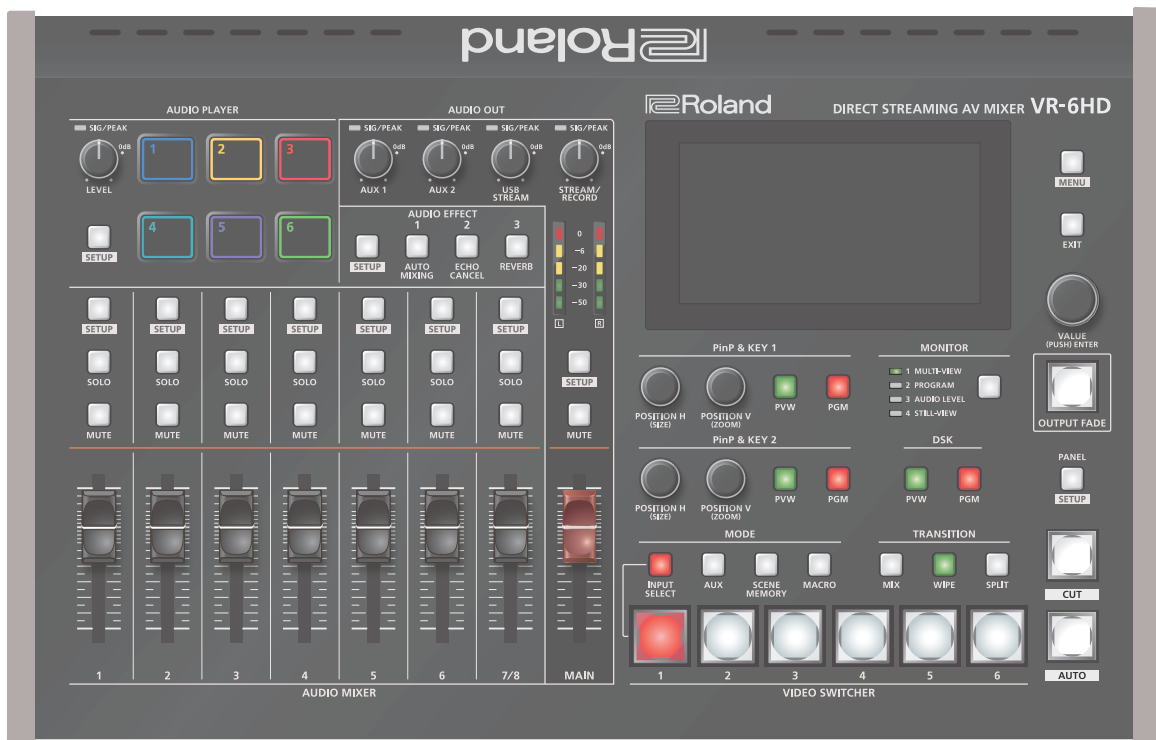 Roland
Roland
DIRECT STREAMING AV MIXER VR-6HD
AUDIO PLAYER
SIG/PEAK
0dB
LEVEL
1
2
3
SETUP
4
5
6
AUDIO OUT
SIG/PEAK SIG/PEAK SIG/PEAK SIG/PEAK
0dB 0dB 0dB 0dB
AUX 1 AUX 2 USB STREAM STREAM/RECORD
AUDIO EFFECT
1 2 3
SETUP AUTO MIXING ECHO CANCEL REVERB
0
−6
−20
−30
−50
L R
SETUP SETUP SETUP SETUP SETUP SETUP SETUP
SOLO SOLO SOLO SOLO SOLO SOLO SOLO SETUP
MUTE MUTE MUTE MUTE MUTE MUTE MUTE MUTE
1 2 3 4 5 6 7/8 MAIN
AUDIO MIXER
MENU
EXIT
VALUE
(PUSH) ENTER
PinP & KEY 1
POSITION H
(SIZE)
POSITION V
(ZOOM)
PVW
PGM
MONITOR
1 MULTI-VIEW
2 PROGRAM
3 AUDIO LEVEL
4 STILL-VIEW
OUTPUT FADE
PinP & KEY 2
POSITION H
(SIZE)
POSITION V
(ZOOM)
PVW
PGM
DSK
PVW
PGM
PANEL
SETUP
MODE
INPUT SELECT
AUX
SCENE MEMORY
MACRO
TRANSITION
MIX
WIPE
SPLIT
CUT
1 2 3 4 5 6
VIDEO SWITCHER
AUTO